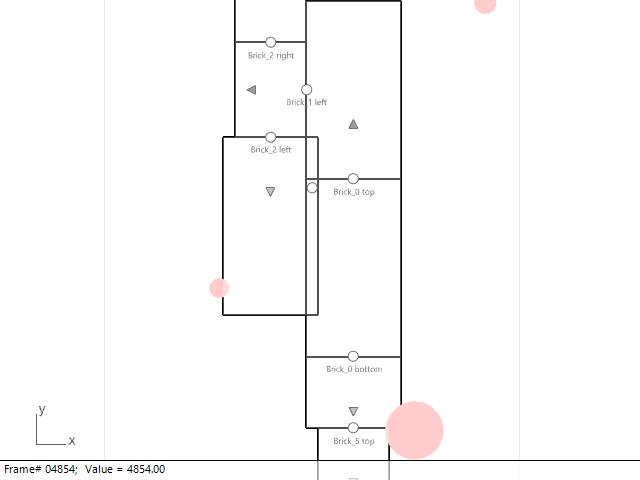 Brick_2 right
Brick_1 left
Brick_2 left
Brick_0 top
Brick_0 bottom
Brick_5 top
y
x
Frame# 04854; Value = 4854.00